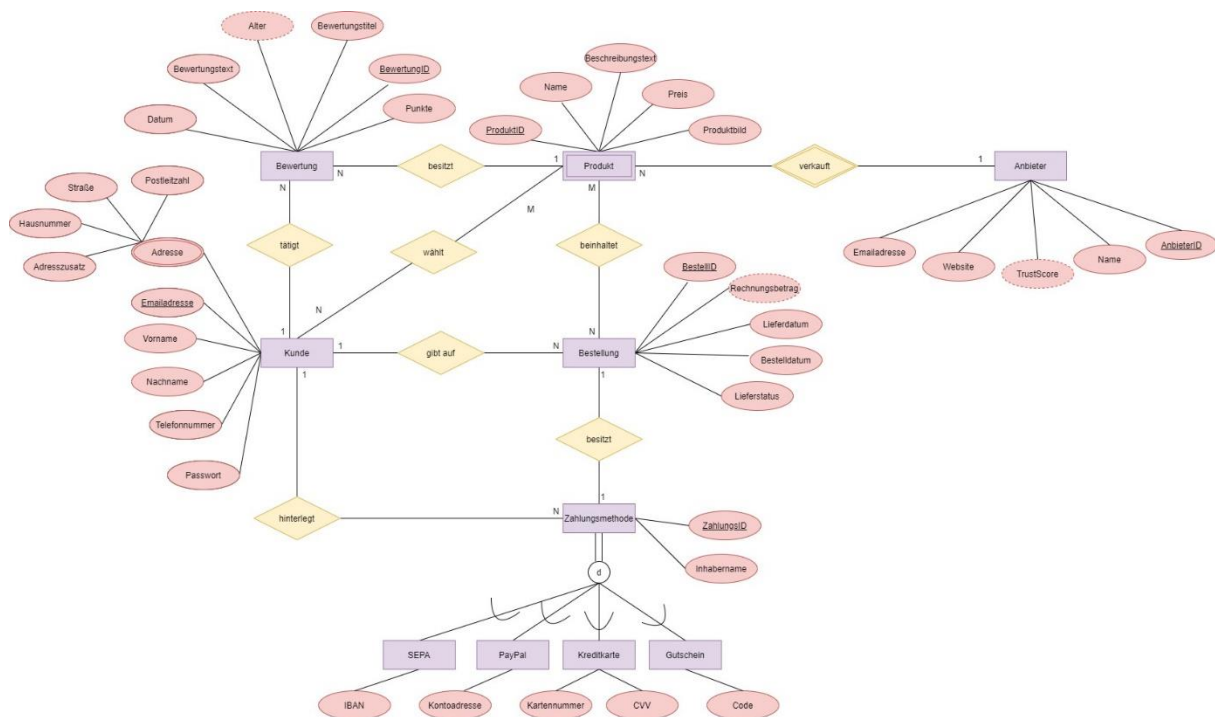 Alter
Bewertungstitel
Bewertungstext
BewertungID
Datum
Punkte
Bewertung
N
besitzt
1
N
Beschreibungstext
Name
Preis
ProduktID
Produktbild
Produkt
M
N
verkauft
1
Anbieter
Emailadresse
Website
TrustScore
Name
AnbieterID
Straße
Postleitzahl
Hausnummer
Adresszusatz
Adresse
tätigt
1
wählt
M
N
beinhaltet
N
Emailadresse
Vorname
Nachname
Telefonnummer
Passwort
Kunde
1
1
gibt auf
N
Bestellung
1
BestellID
Rechnungsbetrag
Lieferdatum
Bestelldatum
Lieferstatus
besitzt
1
hinterlegt
N
Zahlungsmethode
ZahlungsID
Inhabername
d
SEPA
PayPal
Kreditkarte
Gutschein
IBAN
Kontoadresse
Kartennummer
CVV
Code